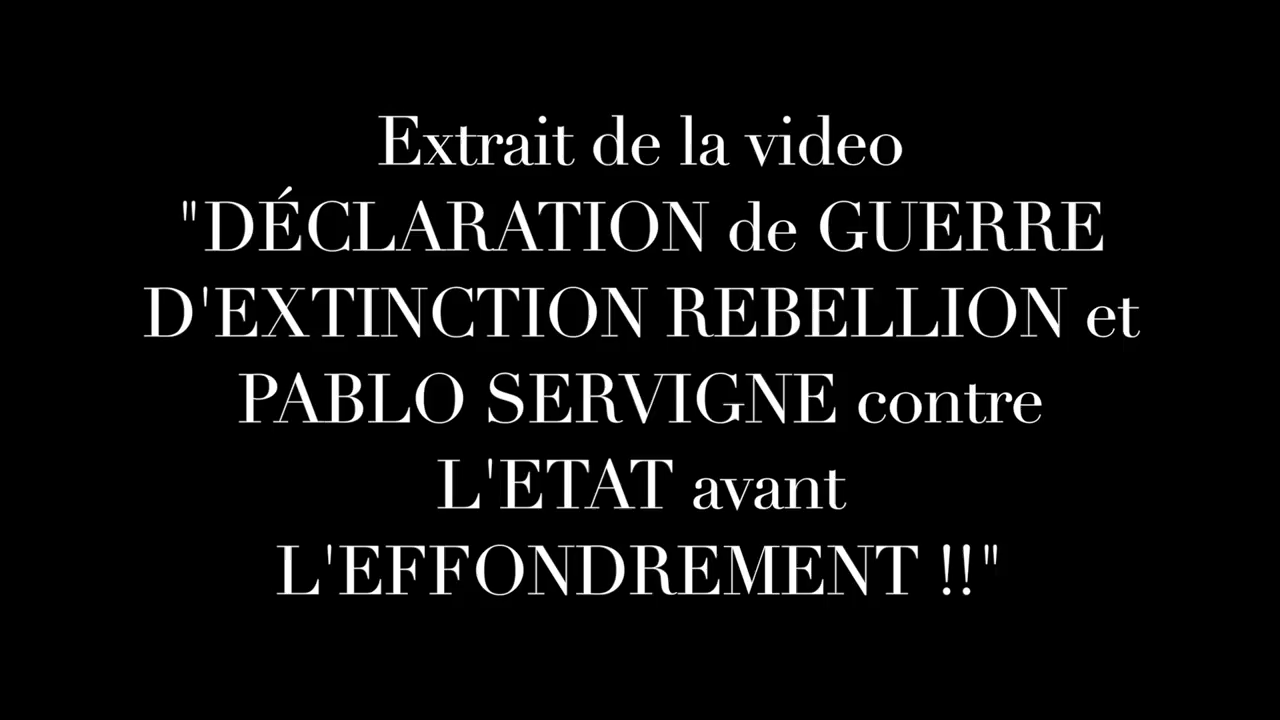 Extrait de la video
"DÉCLARATION de GUERRE
D'EXTINCTION REBELLION et
PABLO SERVIGNE contre
L'ETAT avant
L'EFFONDREMENT !!"